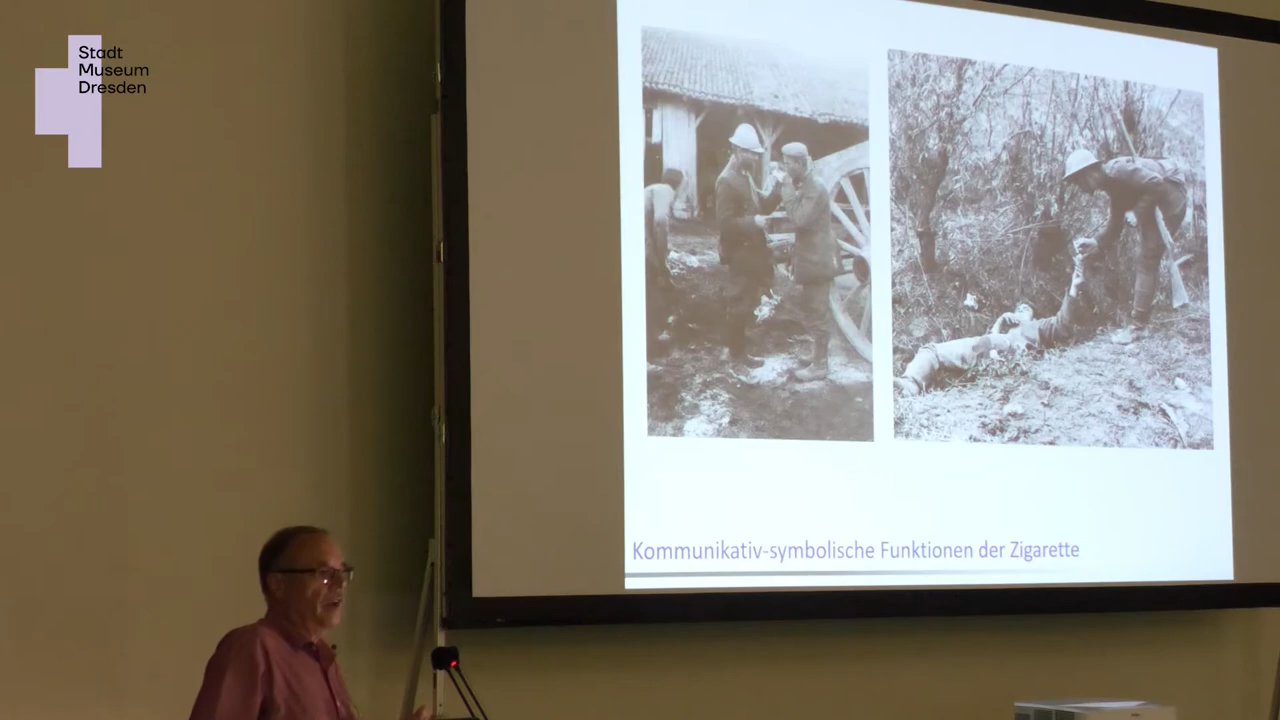 Stadt
Museum
Dresden
Kommunikativ-symbolische Funktionen der Zigarette